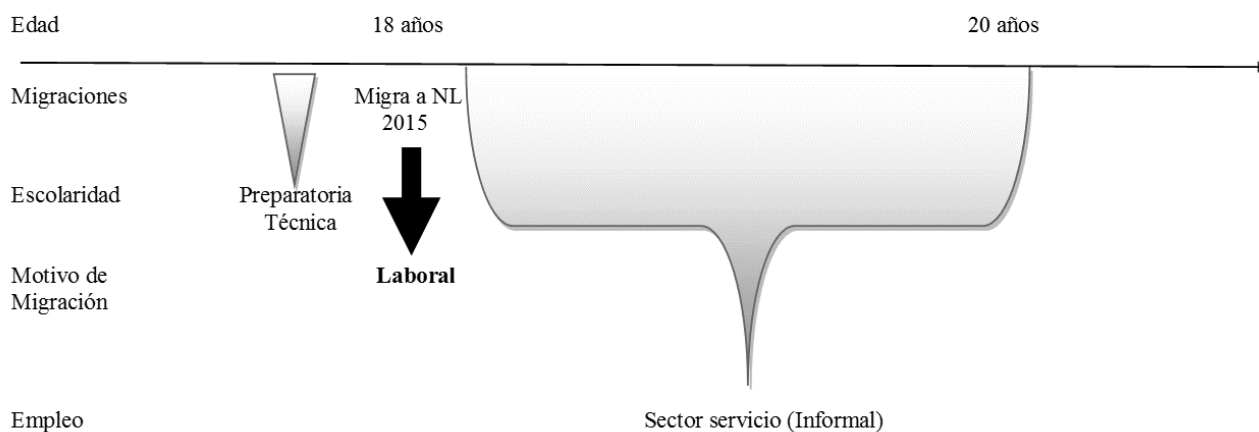 Edad 18 años 20 años
Migraciones Migra a NL
2015
Escolaridad Preparatoria
Técnica
Motivo de Laboral
Migración
Empleo Sector servicio (Informal)